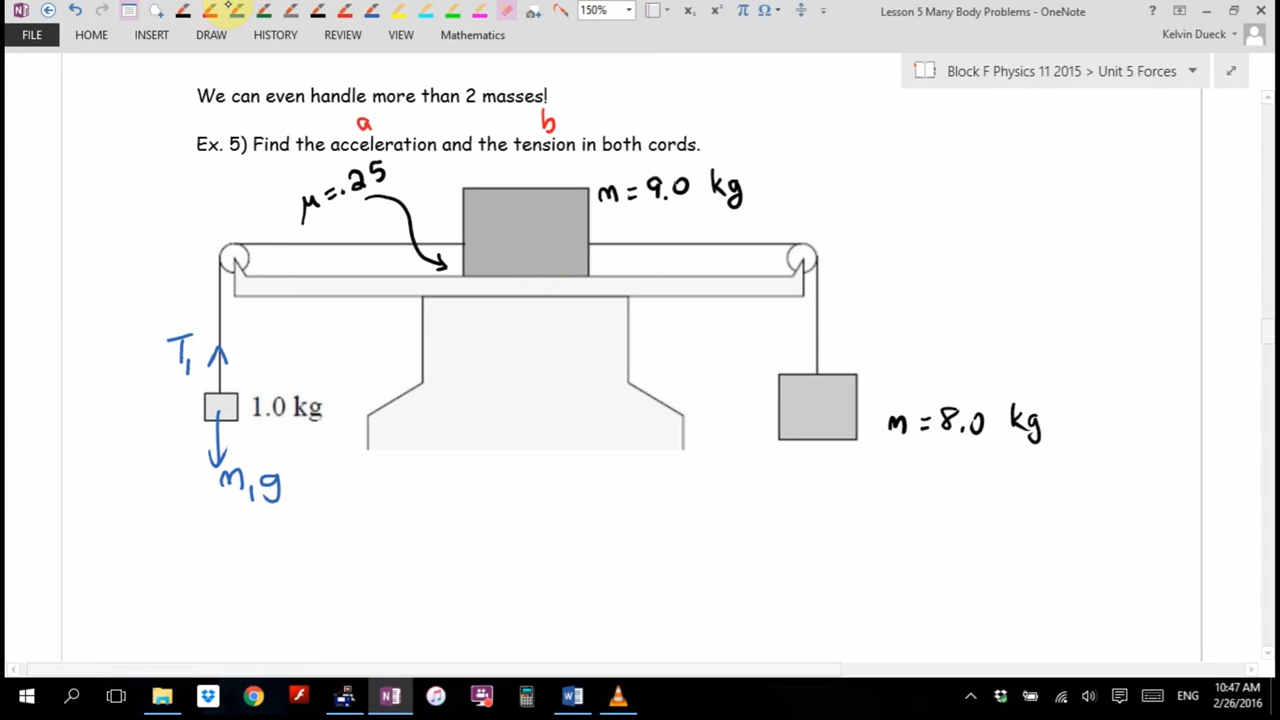 150%
x₁ x² π Ω
Lesson 5 Many Body Problems - OneNote
FILE HOME INSERT DRAW HISTORY REVIEW VIEW Mathematics
Kelvin Dueck
Block F Physics 11 2015 > Unit 5 Forces
We can even handle more than 2 masses!
a b
Ex. 5) Find the acceleration and the tension in both cords.
μ = .25
m = 9.0 kg
T₁
1.0 kg
m = 8.0 kg
m₁g
ENG
10:47 AM
2/26/2016